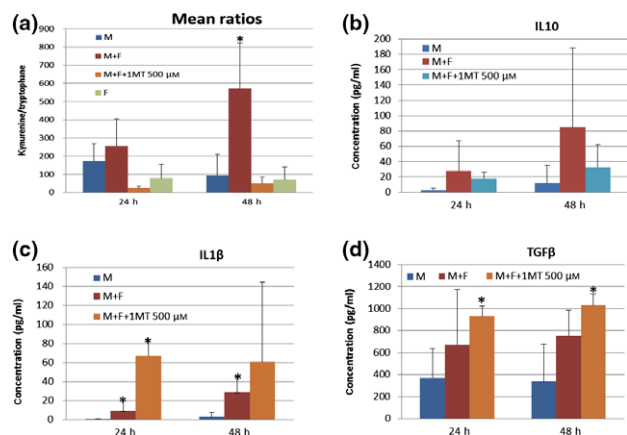 (a)
Mean ratios
M
M+F
M+F+1MT 500 μM
F
Kynurenine/tryptophane
900
800
700
600
500
400
300
200
100
0
*
24 h
48 h
(b)
IL10
M
M+F
M+F+1MT 500 μM
Concentration (pg/ml)
200
180
160
140
120
100
80
60
40
20
0
24 h
48 h
(c)
IL1β
M
M+F
M+F+1MT 500 μM
Concentration (pg/ml)
160
140
120
100
80
60
40
20
0
*
*
*
24 h
48 h
(d)
TGFβ
M
M+F
M+F+1MT 500 μM
Concentration (pg/ml)
1400
1200
1000
800
600
400
200
0
*
*
24 h
48 h